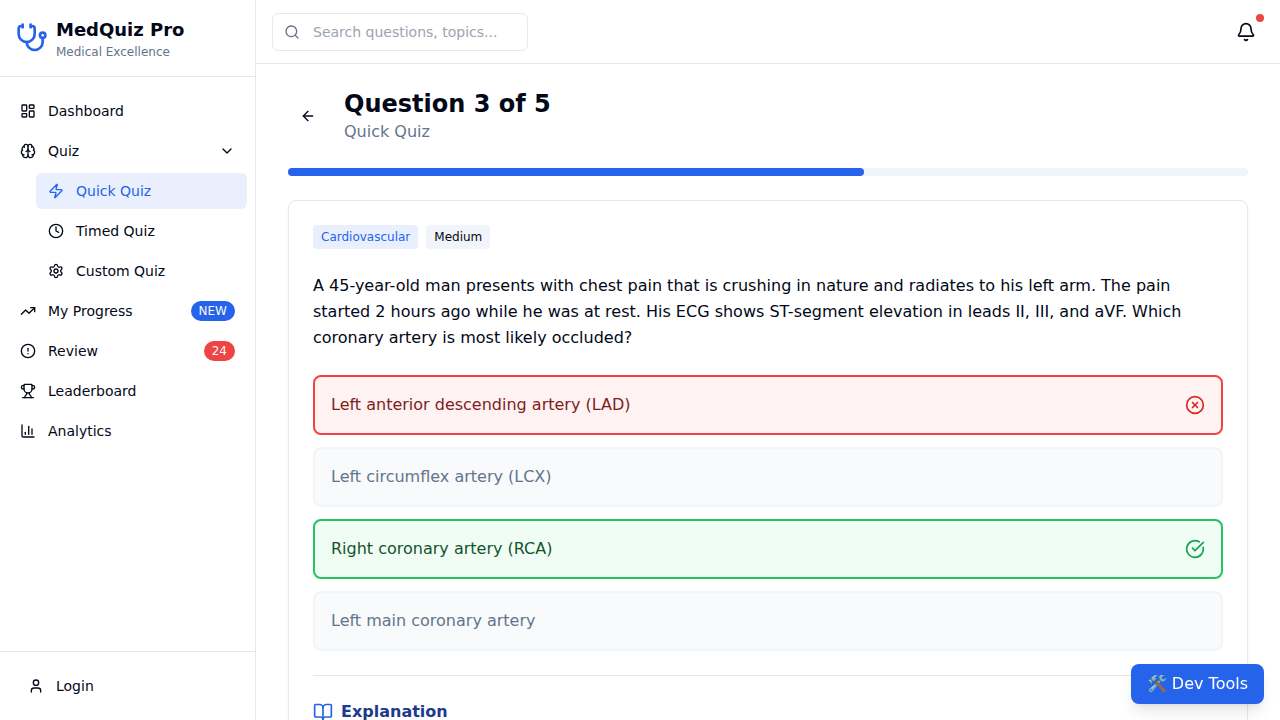 MedQuiz Pro
Medical Excellence
Search questions, topics...
Dashboard
Quiz
Quick Quiz
Timed Quiz
Custom Quiz
My Progress
NEW
Review
24
Leaderboard
Analytics
Login
Question 3 of 5
Quick Quiz
Cardiovascular
Medium
A 45-year-old man presents with chest pain that is crushing in nature and radiates to his left arm. The pain
started 2 hours ago while he was at rest. His ECG shows ST-segment elevation in leads II, III, and aVF. Which
coronary artery is most likely occluded?
Left anterior descending artery (LAD)
Left circumflex artery (LCX)
Right coronary artery (RCA)
Left main coronary artery
Explanation
🛠️ Dev Tools